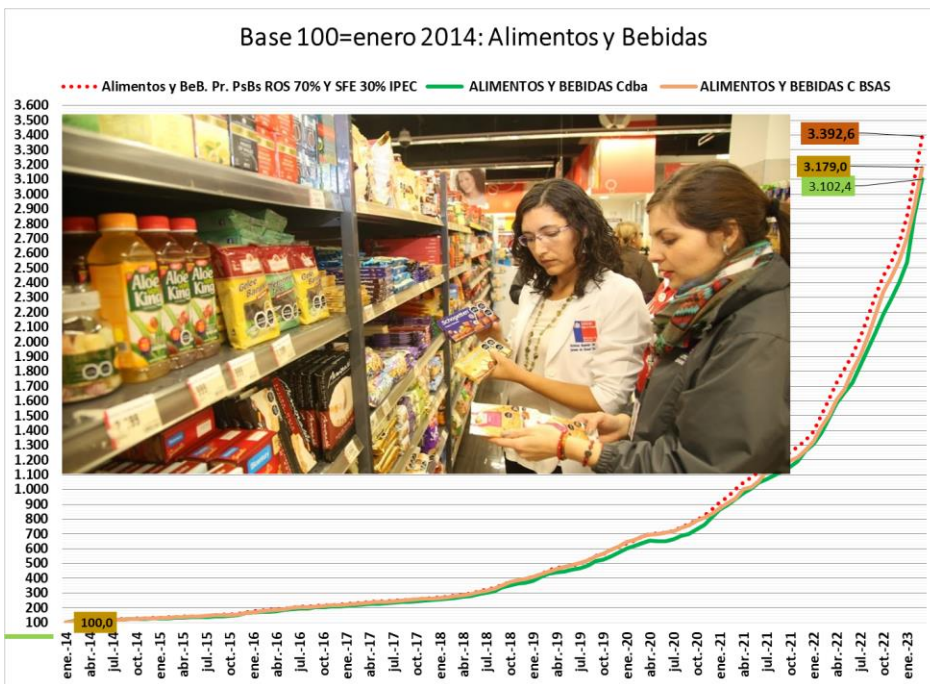 Base 100=enero 2014: Alimentos y Bebidas
Alimentos y BeB. Pr. PsBs ROS 70% Y SFE 30% IPEC
ALIMENTOS Y BEBIDAS Cdba
ALIMENTOS Y BEBIDAS C BSAS
3.600
3.500
3.400
3.300
3.200
3.100
3.000
2.900
2.800
2.700
2.600
2.500
2.400
2.300
2.200
2.100
2.000
1.900
1.800
1.700
1.600
1.500
1.400
1.300
1.200
1.100
1.000
900
800
700
600
500
400
300
200
100
3.392,6
3.179,0
3.102,4
100,0
Aloe
King
Aloe
King
Aloe
King
ene.-14
abr.-14
jul.-14
oct.-14
ene.-15
abr.-15
jul.-15
oct.-15
ene.-16
abr.-16
jul.-16
oct.-16
ene.-17
abr.-17
jul.-17
oct.-17
ene.-18
abr.-18
jul.-18
oct.-18
ene.-19
abr.-19
jul.-19
oct.-19
ene.-20
abr.-20
jul.-20
oct.-20
ene.-21
abr.-21
jul.-21
oct.-21
ene.-22
abr.-22
jul.-22
oct.-22
ene.-23